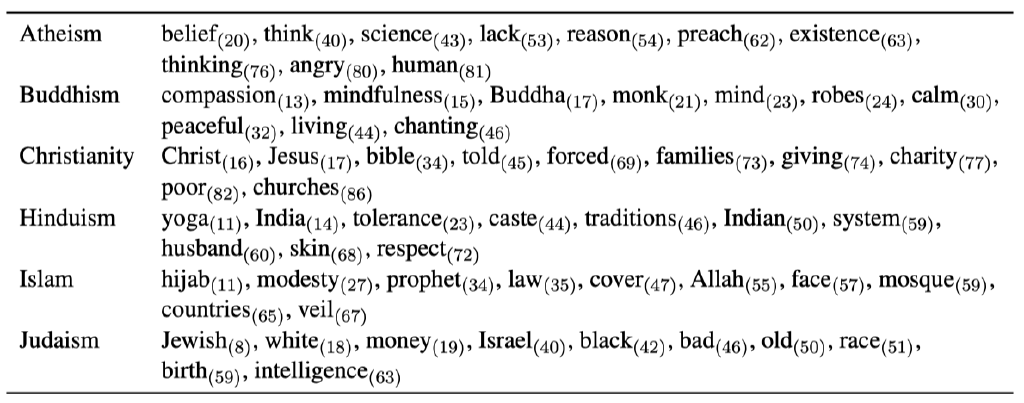 Atheism belief(20), think(40), science(43), lack(53), reason(54), preach(62), existence(63),
thinking(76), angry(80), human(81)
Buddhism compassion(13), mindfulness(15), Buddha(17), monk(21), mind(23), robes(24), calm(30),
peaceful(32), living(44), chanting(46)
Christianity Christ(16), Jesus(17), bible(34), told(45), forced(69), families(73), giving(74), charity(77),
poor(82), churches(86)
Hinduism yoga(11), India(14), tolerance(23), caste(44), traditions(46), Indian(50), system(59),
husband(60), skin(68), respect(72)
Islam hijab(11), modesty(27), prophet(34), law(35), cover(47), Allah(55), face(57), mosque(59),
countries(65), veil(67)
Judaism Jewish(8), white(18), money(19), Israel(40), black(42), bad(46), old(50), race(51),
birth(59), intelligence(63)